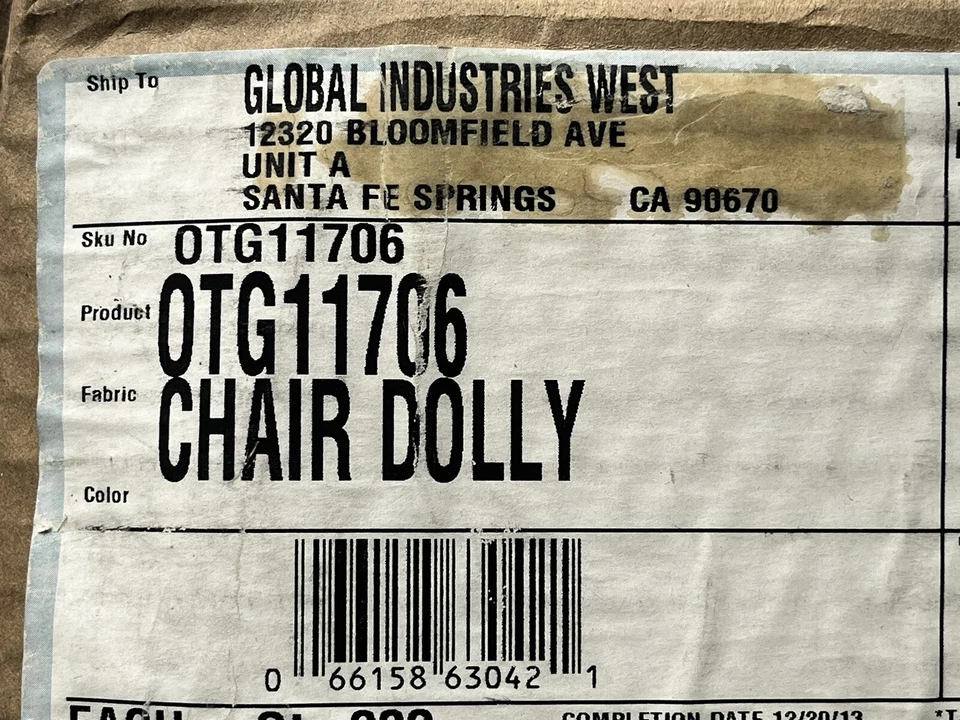 Ship To GLOBAL INDUSTRIES WEST
12320 BLOOMFIELD AVE
UNIT A
SANTA FE SPRINGS CA 90670
Sku No OTG11706
Product OTG11706
Fabric CHAIR DOLLY
Color
0 66158 63042 1
EACH
COMPLETION DATE 12/20/13